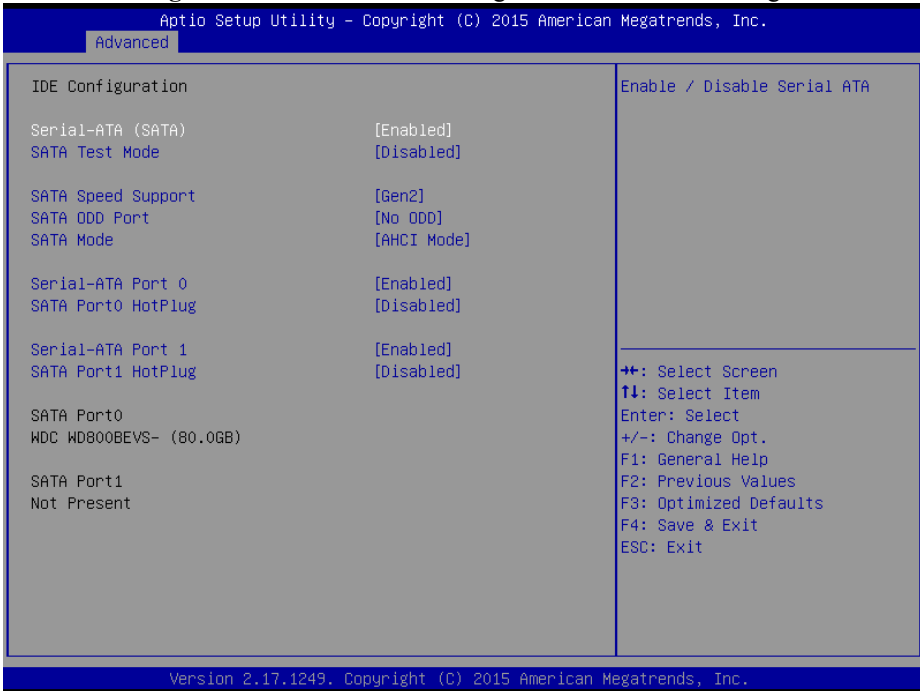 Aptio Setup Utility – Copyright (C) 2015 American Megatrends, Inc.
Advanced
IDE Configuration
Serial-ATA (SATA) [Enabled]
SATA Test Mode [Disabled]
SATA Speed Support [Gen2]
SATA ODD Port [No ODD]
SATA Mode [AHCI Mode]
Serial-ATA Port 0 [Enabled]
SATA Port0 HotPlug [Disabled]
Serial-ATA Port 1 [Enabled]
SATA Port1 HotPlug [Disabled]
SATA Port0
WDC WD800BEVS- (80.0GB)
SATA Port1
Not Present
Enable / Disable Serial ATA
→←: Select Screen
↑↓: Select Item
Enter: Select
+/-: Change Opt.
F1: General Help
F2: Previous Values
F3: Optimized Defaults
F4: Save & Exit
ESC: Exit
Version 2.17.1249. Copyright (C) 2015 American Megatrends, Inc.